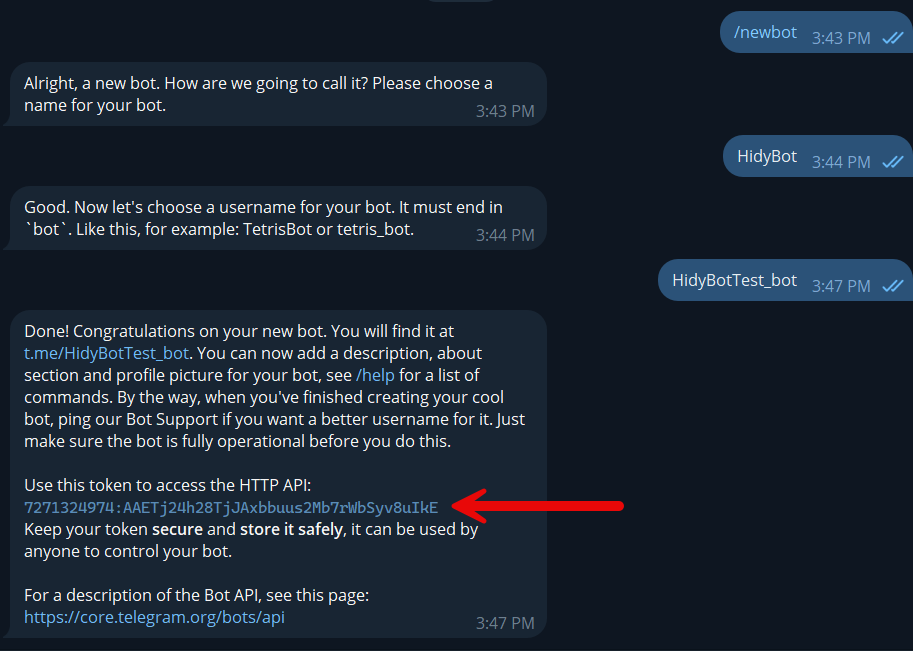 /newbot 3:43 PM
Alright, a new bot. How are we going to call it? Please choose a
name for your bot.
3:43 PM
HidyBot 3:44 PM
Good. Now let's choose a username for your bot. It must end in
`bot`. Like this, for example: TetrisBot or tetris_bot.
3:44 PM
HidyBotTest_bot 3:47 PM
Done! Congratulations on your new bot. You will find it at
t.me/HidyBotTest_bot. You can now add a description, about
section and profile picture for your bot, see /help for a list of
commands. By the way, when you've finished creating your cool
bot, ping our Bot Support if you want a better username for it. Just
make sure the bot is fully operational before you do this.
Use this token to access the HTTP API:
7271324974:AAETj24h28TjJAxbbuus2Mb7rWbSyv8uIkE
Keep your token secure and store it safely, it can be used by
anyone to control your bot.
For a description of the Bot API, see this page:
https://core.telegram.org/bots/api
3:47 PM